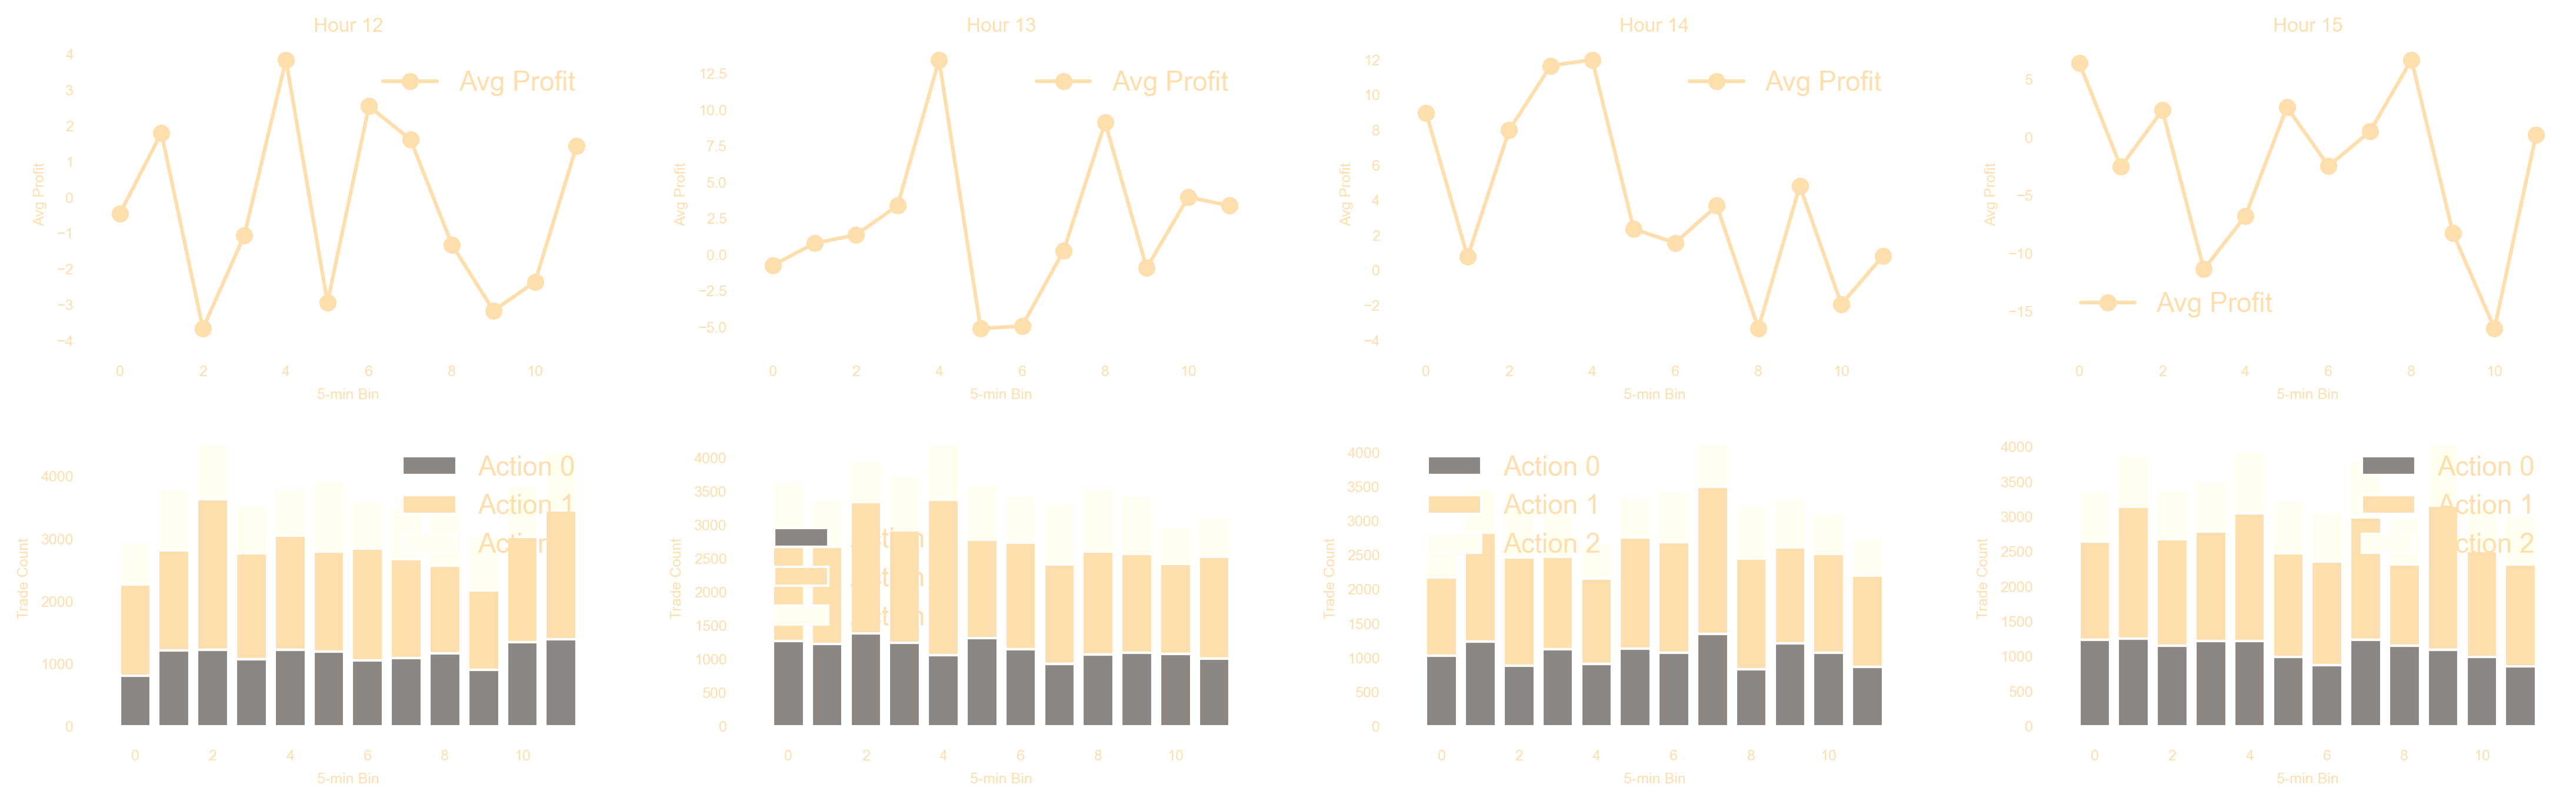 Hour 12
Avg Profit
4
3
2
1
0
−1
−2
−3
−4
Avg Profit
0 2 4 6 8 10
5-min Bin
Hour 13
Avg Profit
12.5
10.0
7.5
5.0
2.5
0.0
−2.5
−5.0
Avg Profit
0 2 4 6 8 10
5-min Bin
Hour 14
Avg Profit
12
10
8
6
4
2
0
−2
−4
Avg Profit
0 2 4 6 8 10
5-min Bin
Hour 15
Avg Profit
5
0
−5
−10
−15
Avg Profit
0 2 4 6 8 10
5-min Bin
Trade Count
4000
3000
2000
1000
0
Action 0
Action 1
0 2 4 6 8 10
5-min Bin
Trade Count
4000
3500
3000
2500
2000
1500
1000
500
0
0 2 4 6 8 10
5-min Bin
Trade Count
4000
3500
3000
2500
2000
1500
1000
500
0
Action 0
Action 1
Action 2
0 2 4 6 8 10
5-min Bin
Trade Count
4000
3500
3000
2500
2000
1500
1000
500
0
Action 0
Action 1
Action 2
0 2 4 6 8 10
5-min Bin